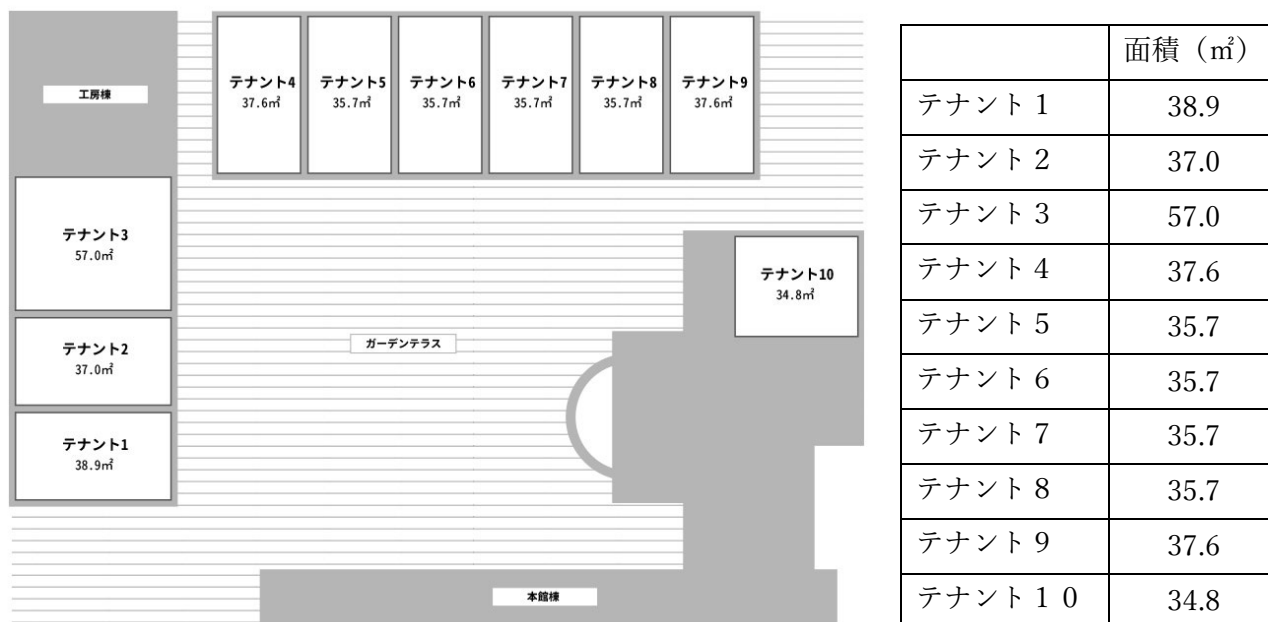 工房棟
テナント4
37.6㎡
テナント5
35.7㎡
テナント6
35.7㎡
テナント7
35.7㎡
テナント8
35.7㎡
テナント9
37.6㎡
テナント3
57.0㎡
テナント2
37.0㎡
テナント1
38.9㎡
ガーデンテラス
テナント10
34.8㎡
本館棟
面積（㎡）
テナント１ 38.9
テナント２ 37.0
テナント３ 57.0
テナント４ 37.6
テナント５ 35.7
テナント６ 35.7
テナント７ 35.7
テナント８ 35.7
テナント９ 37.6
テナント１０ 34.8